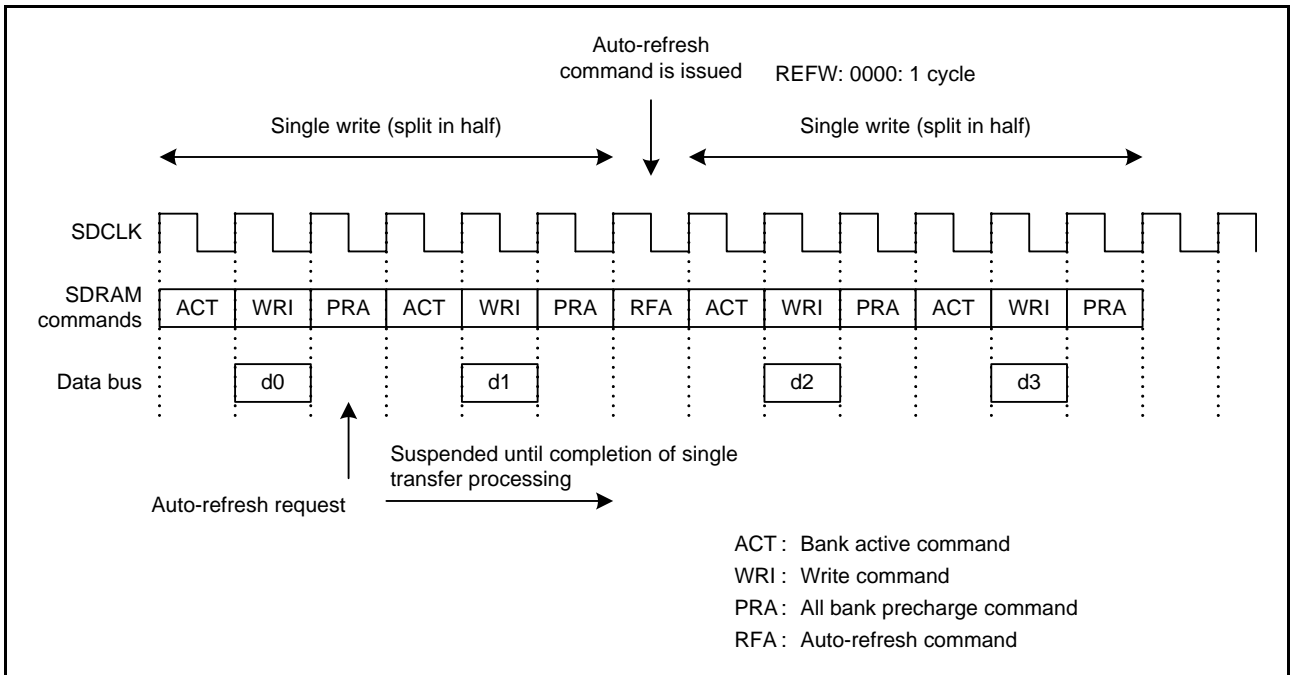 Auto-refresh
command is issued
REFW: 0000: 1 cycle
Single write (split in half)
Single write (split in half)
SDCLK
SDRAM
commands
ACT WRI PRA ACT WRI PRA RFA ACT WRI PRA ACT WRI PRA
Data bus
d0 d1 d2 d3
Suspended until completion of single
transfer processing
Auto-refresh request
ACT : Bank active command
WRI : Write command
PRA : All bank precharge command
RFA : Auto-refresh command